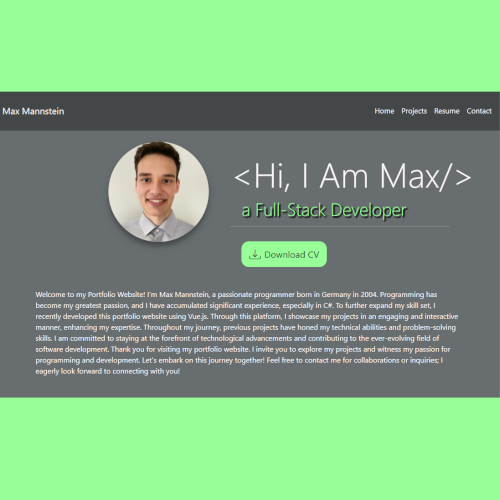 Max Mannstein
Home Projects Resume Contact
<Hi, I Am Max/>
a Full-Stack Developer
Download CV
Welcome to my Portfolio Website! I'm Max Mannstein, a passionate programmer born in Germany in 2004. Programming has
become my greatest passion, and I have accumulated significant experience, especially in C#. To further expand my skill set, I
recently developed this portfolio website using Vue.js. Through this platform, I showcase my projects in an engaging and interactive
manner, enhancing my expertise. Throughout my journey, previous projects have honed my technical abilities and problem-solving
skills. I am committed to staying at the forefront of technological advancements and contributing to the ever-evolving field of
software development. Thank you for visiting my portfolio website. I invite you to explore my projects and witness my passion for
programming and development. Let's embark on this journey together! Feel free to contact me for collaborations or inquiries; I
eagerly look forward to connecting with you!